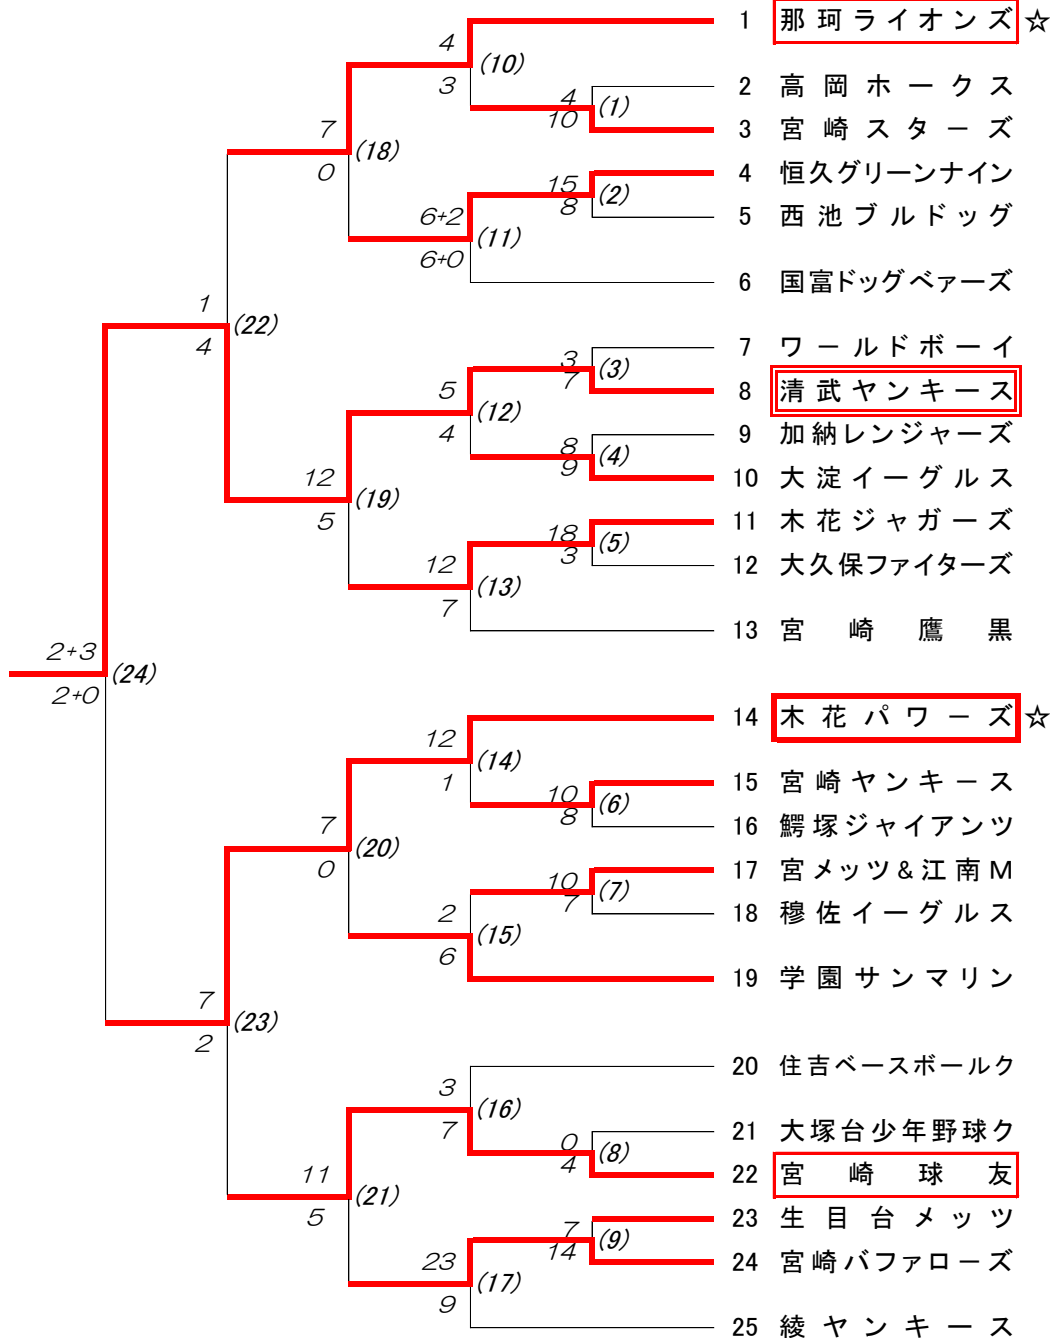 1 那珂ライオンズ ☆
4
(10)
3
2 高岡ホークス
4
(1)
10
3 宮崎スターズ
7
(18)
0
4 恒久グリーンナイン
15
(2)
8
5 西池ブルドッグ
6+2
(11)
6+0
6 国富ドッグベァーズ
1
(22)
4
7 ワールドボーイ
3
(3)
7
8 清武ヤンキース
5
(12)
4
9 加納レンジャーズ
8
(4)
9
10 大淀イーグルス
12
(19)
5
11 木花ジャガーズ
18
(5)
3
12 大久保ファイターズ
12
(13)
7
13 宮崎鷹黒
2+3
(24)
2+0
14 木花パワーズ ☆
12
(14)
1
15 宮崎ヤンキース
10
(6)
8
16 鰐塚ジャイアンツ
7
(20)
0
17 宮メッツ&江南M
10
(7)
7
18 穆佐イーグルス
2
(15)
6
19 学園サンマリン
7
(23)
2
20 住吉ベースボールク
3
(16)
7
21 大塚台少年野球ク
0
(8)
4
22 宮崎球友
11
(21)
5
23 生目台メッツ
7
(9)
14
24 宮崎バファローズ
23
(17)
9
25 綾ヤンキース